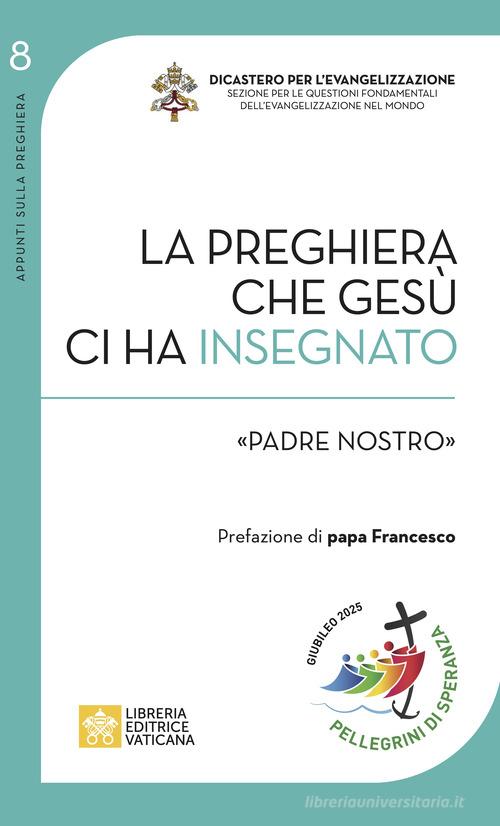 8
APPUNTI SULLA PREGHIERA
DICASTERO PER L'EVANGELIZZAZIONE
SEZIONE PER LE QUESTIONI FONDAMENTALI
DELL'EVANGELIZZAZIONE NEL MONDO
LA PREGHIERA
CHE GESÙ
CI HA INSEGNATO
«PADRE NOSTRO»
Prefazione di papa Francesco
GIUBILEO 2025
PELLEGRINI DI SPERANZA
LIBRERIA
EDITRICE
VATICANA
libreriauniversitaria.it